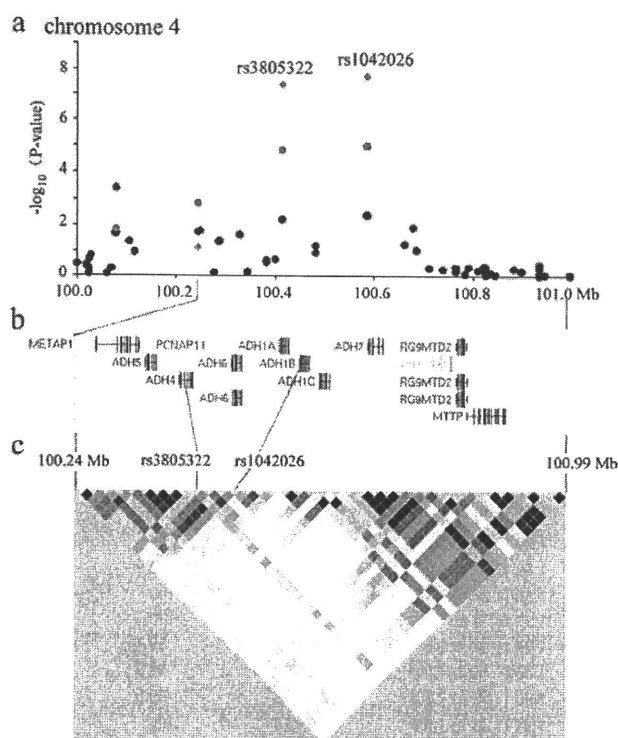 a chromosome 4
rs3805322
rs1042026
-log10 (P-value)
8
6
4
2
0
100.0 100.2 100.4 100.6 100.8 101.0 Mb
b
METAP1 PCNAP11 ADH1A ADH7 RG9MTD2
ADH5 ADH6 ADH1B
ADH4 ADH1C RG9MTD2
ADH6 RG9MTD2
MTTP
c
100.24 Mb rs3805322 rs1042026 100.99 Mb